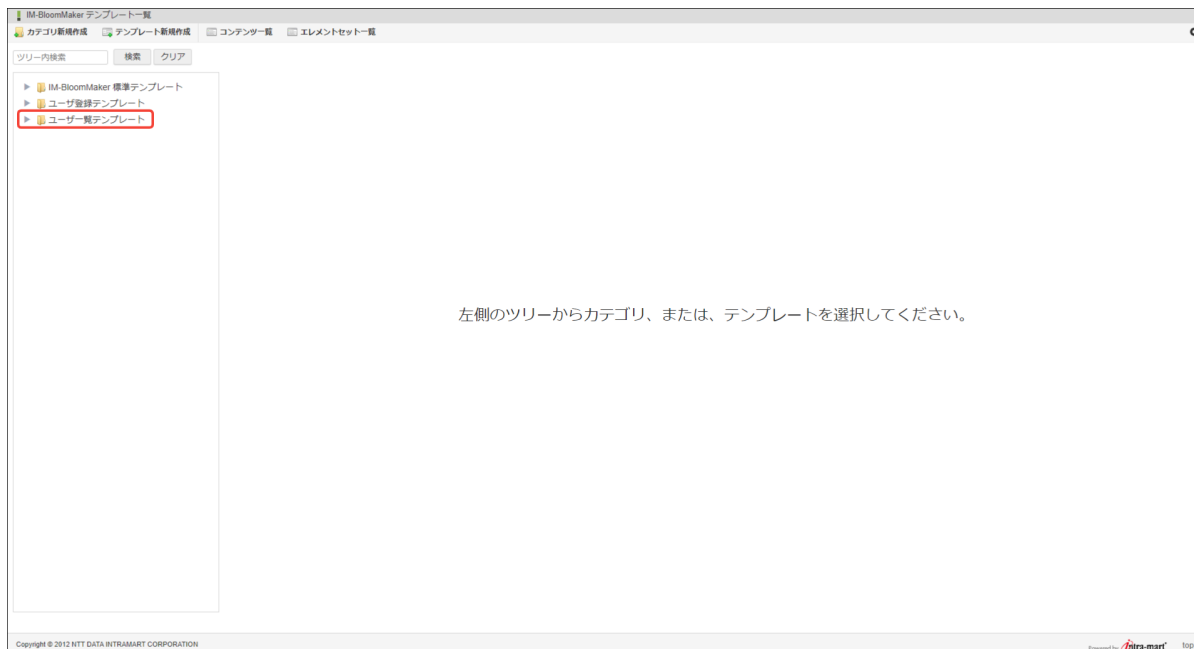 IM-BloomMaker テンプレート一覧
カテゴリ新規作成 テンプレート新規作成 コンテンツ一覧 エレメントセット一覧
ツリー内検索 検索 クリア
IM-BloomMaker 標準テンプレート
ユーザ登録テンプレート
ユーザ一覧テンプレート
左側のツリーからカテゴリ、または、テンプレートを選択してください。
Copyright © 2012 NTT DATA INTRAMART CORPORATION
Powered by intra-mart top